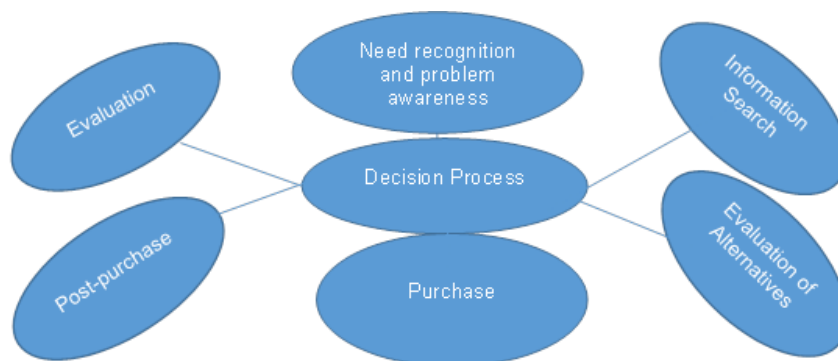 Need recognition
and problem
awareness
Evaluation
Information
Search
Decision Process
Post-purchase
Evaluation of
Alternatives
Purchase